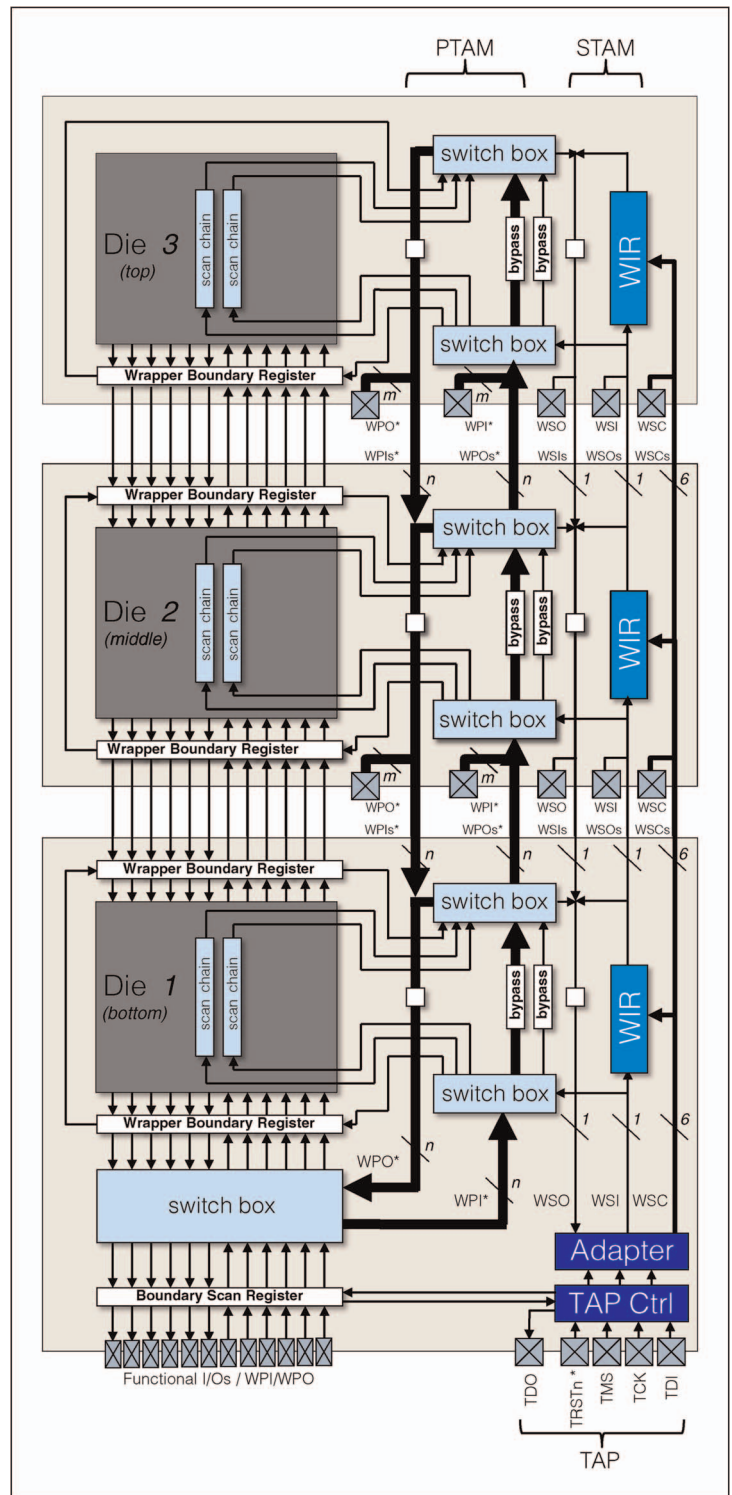 PTAM STAM
switch box
Die 3
(top)
scan chain
scan chain
bypass
bypass
WIR
switch box
Wrapper Boundary Register
m m
WPO* WPI* WSO WSI WSC
WPIs* WPOs* WSIs WSOs WSCs
n n 1 1 6
Wrapper Boundary Register
switch box
Die 2
(middle)
scan chain
scan chain
bypass
bypass
WIR
switch box
Wrapper Boundary Register
m m
WPO* WPI* WSO WSI WSC
WPIs* WPOs* WSIs WSOs WSCs
n n 1 1 6
Wrapper Boundary Register
switch box
Die 1
(bottom)
scan chain
scan chain
bypass
bypass
WIR
switch box
Wrapper Boundary Register
1 1 6
WPO* n n
WPI* WSO WSI WSC
switch box
Adapter
Boundary Scan Register
TAP Ctrl
Functional I/Os / WPI/WPO
TDO TRSTn * TMS TCK TDI
TAP